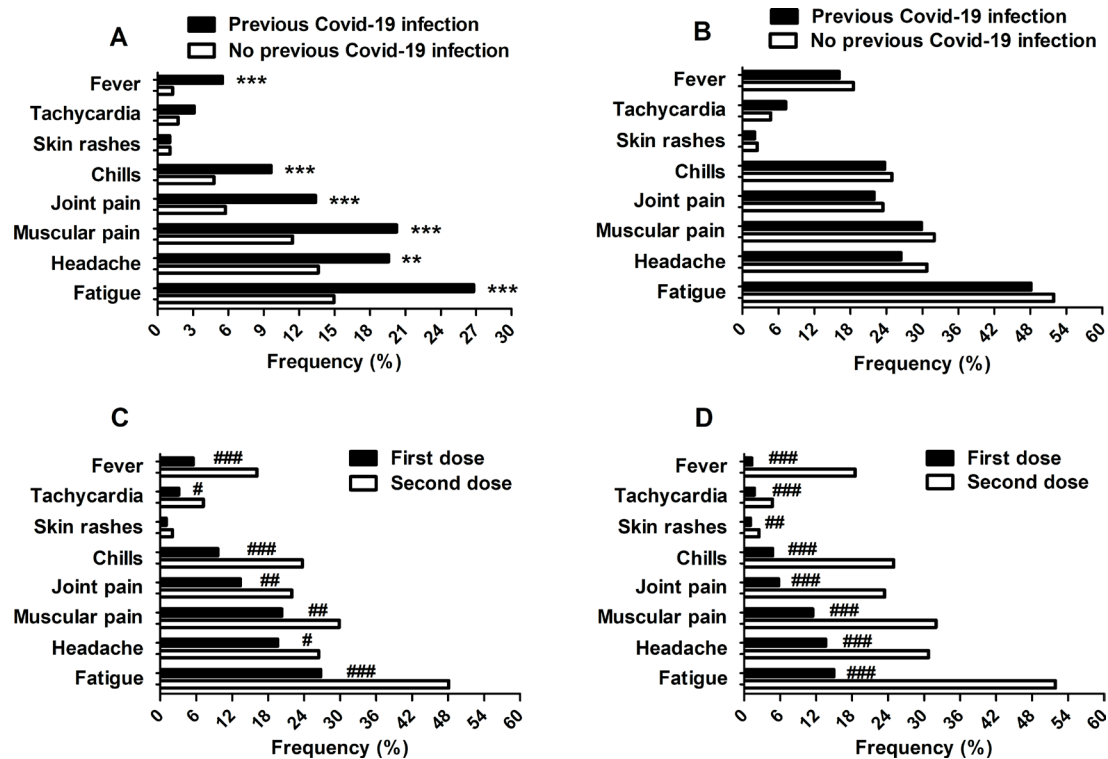 A
Previous Covid-19 infection
No previous Covid-19 infection
Fever ***
Tachycardia
Skin rashes
Chills ***
Joint pain ***
Muscular pain ***
Headache **
Fatigue ***
0 3 6 9 12 15 18 21 24 27 30
Frequency (%)
B
Previous Covid-19 infection
No previous Covid-19 infection
Fever
Tachycardia
Skin rashes
Chills
Joint pain
Muscular pain
Headache
Fatigue
0 6 12 18 24 30 36 42 48 54 60
Frequency (%)
C
First dose
Second dose
Fever ###
Tachycardia #
Skin rashes
Chills ###
Joint pain ##
Muscular pain ##
Headache #
Fatigue ###
0 6 12 18 24 30 36 42 48 54 60
Frequency (%)
D
First dose
Second dose
Fever ###
Tachycardia ###
Skin rashes ##
Chills ###
Joint pain ###
Muscular pain ###
Headache ###
Fatigue ###
0 6 12 18 24 30 36 42 48 54 60
Frequency (%)